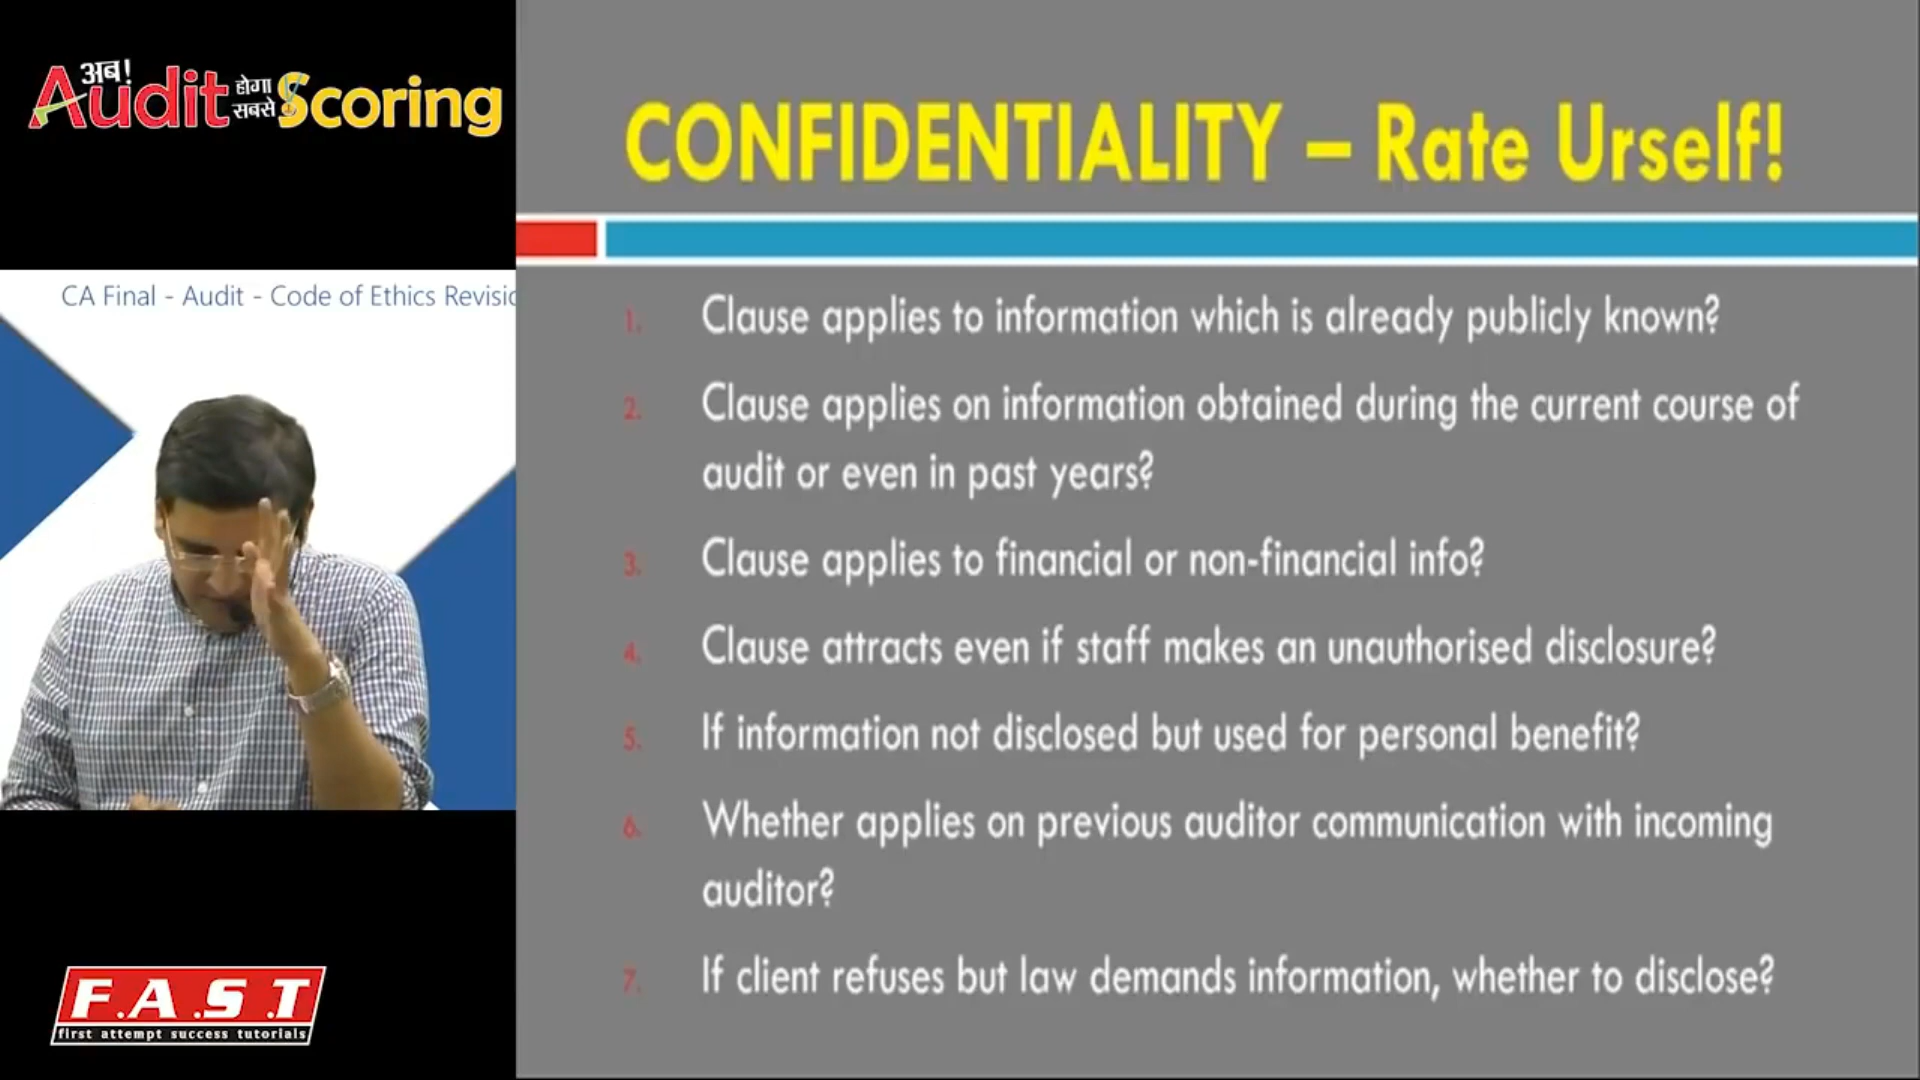 अब!
Audit होगा सबसे Scoring
CA Final - Audit - Code of Ethics Revisio
F.A.S.T
first attempt success tutorials
CONFIDENTIALITY – Rate Urself!
1. Clause applies to information which is already publicly known?
2. Clause applies on information obtained during the current course of
audit or even in past years?
3. Clause applies to financial or non-financial info?
4. Clause attracts even if staff makes an unauthorised disclosure?
5. If information not disclosed but used for personal benefit?
6. Whether applies on previous auditor communication with incoming
auditor?
7. If client refuses but law demands information, whether to disclose?